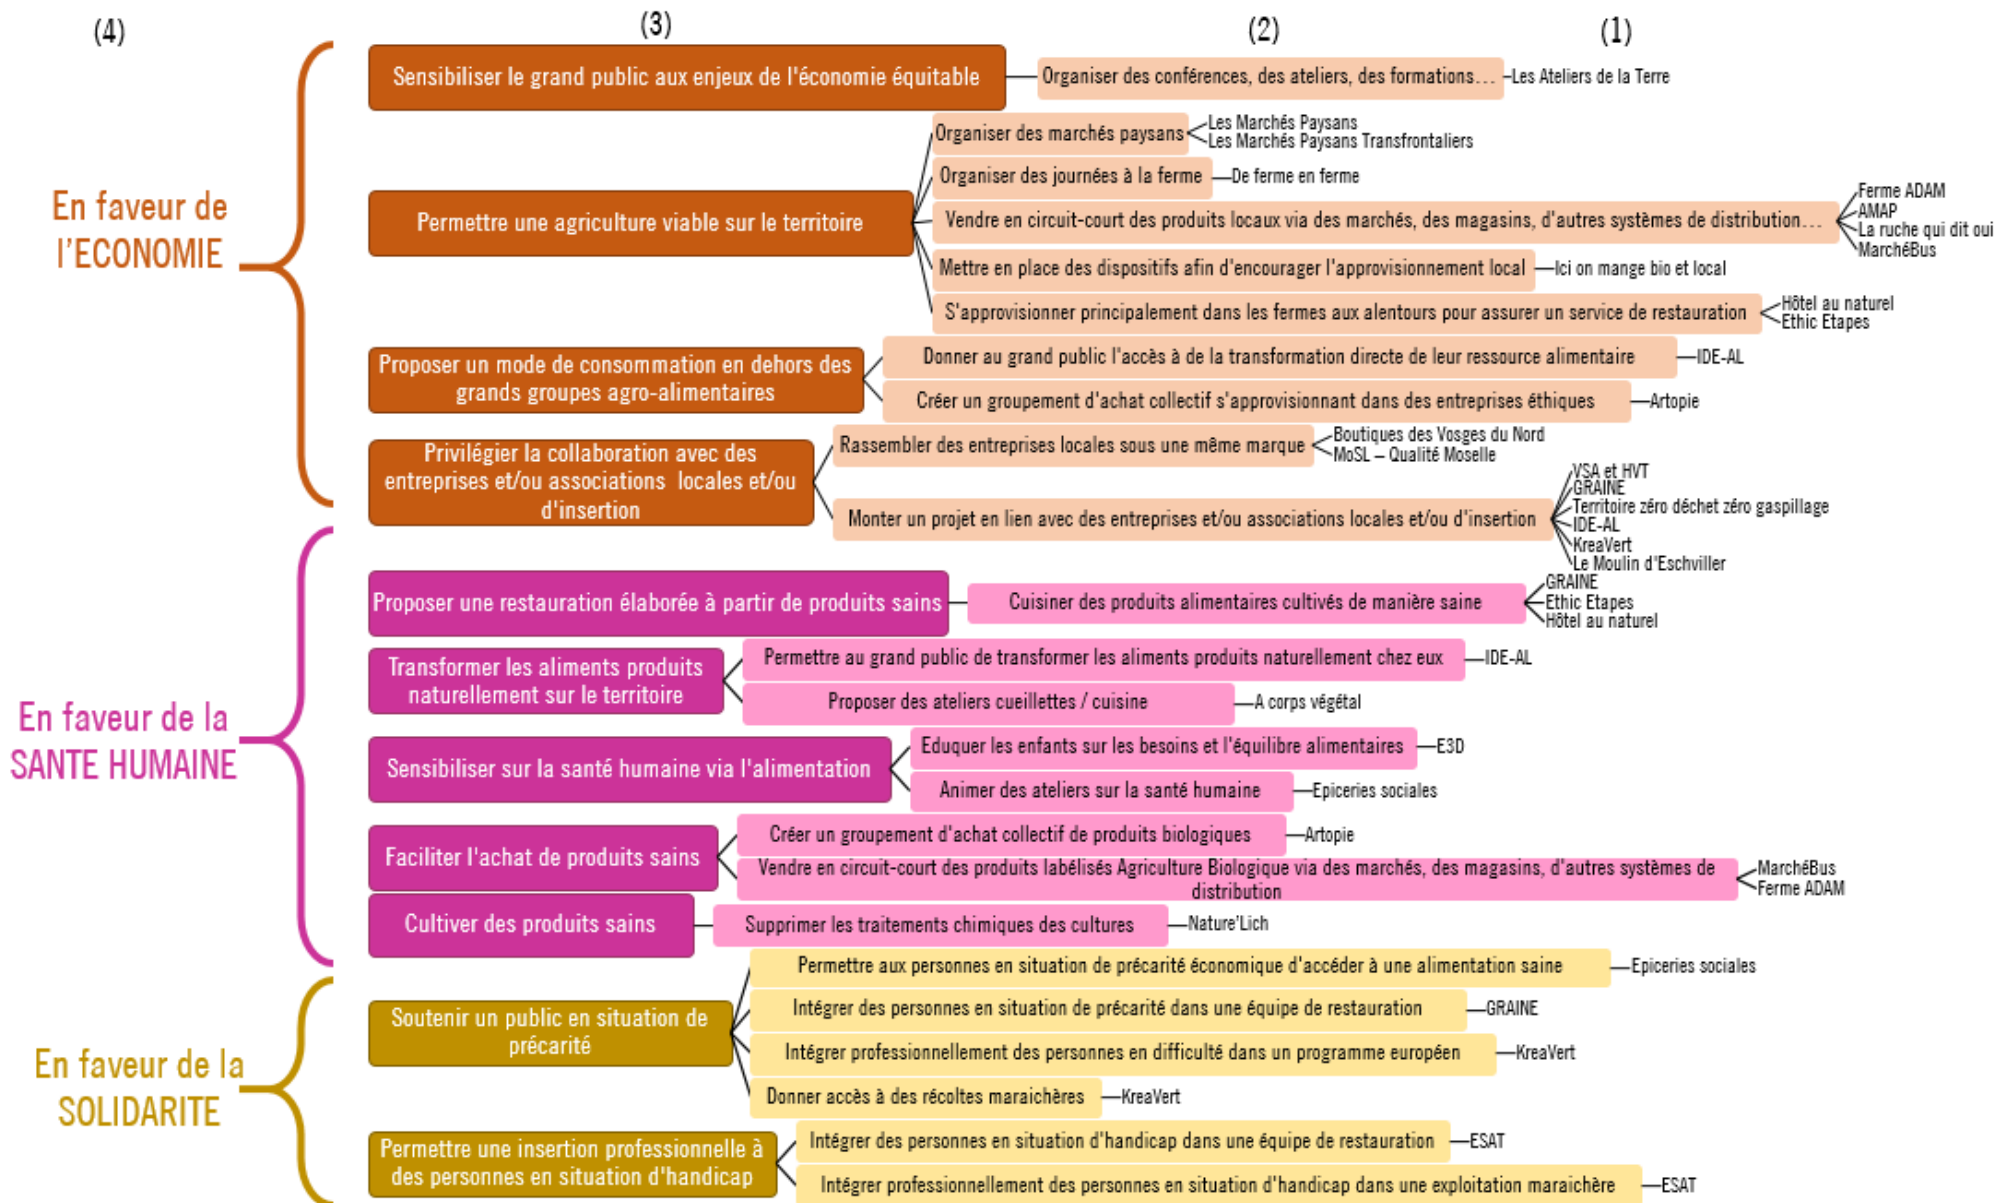 (4)
(3)
(2)
(1)
En faveur de
l'ECONOMIE
Sensibiliser le grand public aux enjeux de l'économie équitable
Organiser des conférences, des ateliers, des formations...
Les Ateliers de la Terre
Permettre une agriculture viable sur le territoire
Organiser des marchés paysans
Les Marchés Paysans
Les Marchés Paysans Transfrontaliers
Organiser des journées à la ferme
De ferme en ferme
Vendre en circuit-court des produits locaux via des marchés, des magasins, d'autres systèmes de distribution...
Ferme ADAM
AMAP
La ruche qui dit oui
MarchéBus
Mettre en place des dispositifs afin d'encourager l'approvisionnement local
Ici on mange bio et local
S'approvisionner principalement dans les fermes aux alentours pour assurer un service de restauration
Hôtel au naturel
Ethic Etapes
Proposer un mode de consommation en dehors des
grands groupes agro-alimentaires
Donner au grand public l'accès à de la transformation directe de leur ressource alimentaire
IDE-AL
Créer un groupement d'achat collectif s'approvisionnant dans des entreprises éthiques
Artopie
Privilégier la collaboration avec des
entreprises et/ou associations locales et/ou
d'insertion
Rassembler des entreprises locales sous une même marque
Boutiques des Vosges du Nord
MoSL – Qualité Moselle
Monter un projet en lien avec des entreprises et/ou associations locales et/ou d'insertion
VSA et HVT
GRAINE
Territoire zéro déchet zéro gaspillage
IDE-AL
KreaVert
Le Moulin d'Eschviller
En faveur de la
SANTE HUMAINE
Proposer une restauration élaborée à partir de produits sains
Cuisiner des produits alimentaires cultivés de manière saine
GRAINE
Ethic Etapes
Hôtel au naturel
Transformer les aliments produits
naturellement sur le territoire
Permettre au grand public de transformer les aliments produits naturellement chez eux
IDE-AL
Proposer des ateliers cueillettes / cuisine
A corps végétal
Sensibiliser sur la santé humaine via l'alimentation
Eduquer les enfants sur les besoins et l'équilibre alimentaires
E3D
Animer des ateliers sur la santé humaine
Epiceries sociales
Faciliter l'achat de produits sains
Créer un groupement d'achat collectif de produits biologiques
Artopie
Vendre en circuit-court des produits labélisés Agriculture Biologique via des marchés, des magasins, d'autres systèmes de
distribution
MarchéBus
Ferme ADAM
Cultiver des produits sains
Supprimer les traitements chimiques des cultures
Nature'Lich
En faveur de la
SOLIDARITE
Soutenir un public en situation de
précarité
Permettre aux personnes en situation de précarité économique d'accéder à une alimentation saine
Epiceries sociales
Intégrer des personnes en situation de précarité dans une équipe de restauration
GRAINE
Intégrer professionnellement des personnes en difficulté dans un programme européen
KreaVert
Donner accès à des récoltes maraichères
KreaVert
Permettre une insertion professionnelle à
des personnes en situation d'handicap
Intégrer des personnes en situation d'handicap dans une équipe de restauration
ESAT
Intégrer professionnellement des personnes en situation d'handicap dans une exploitation maraichère
ESAT